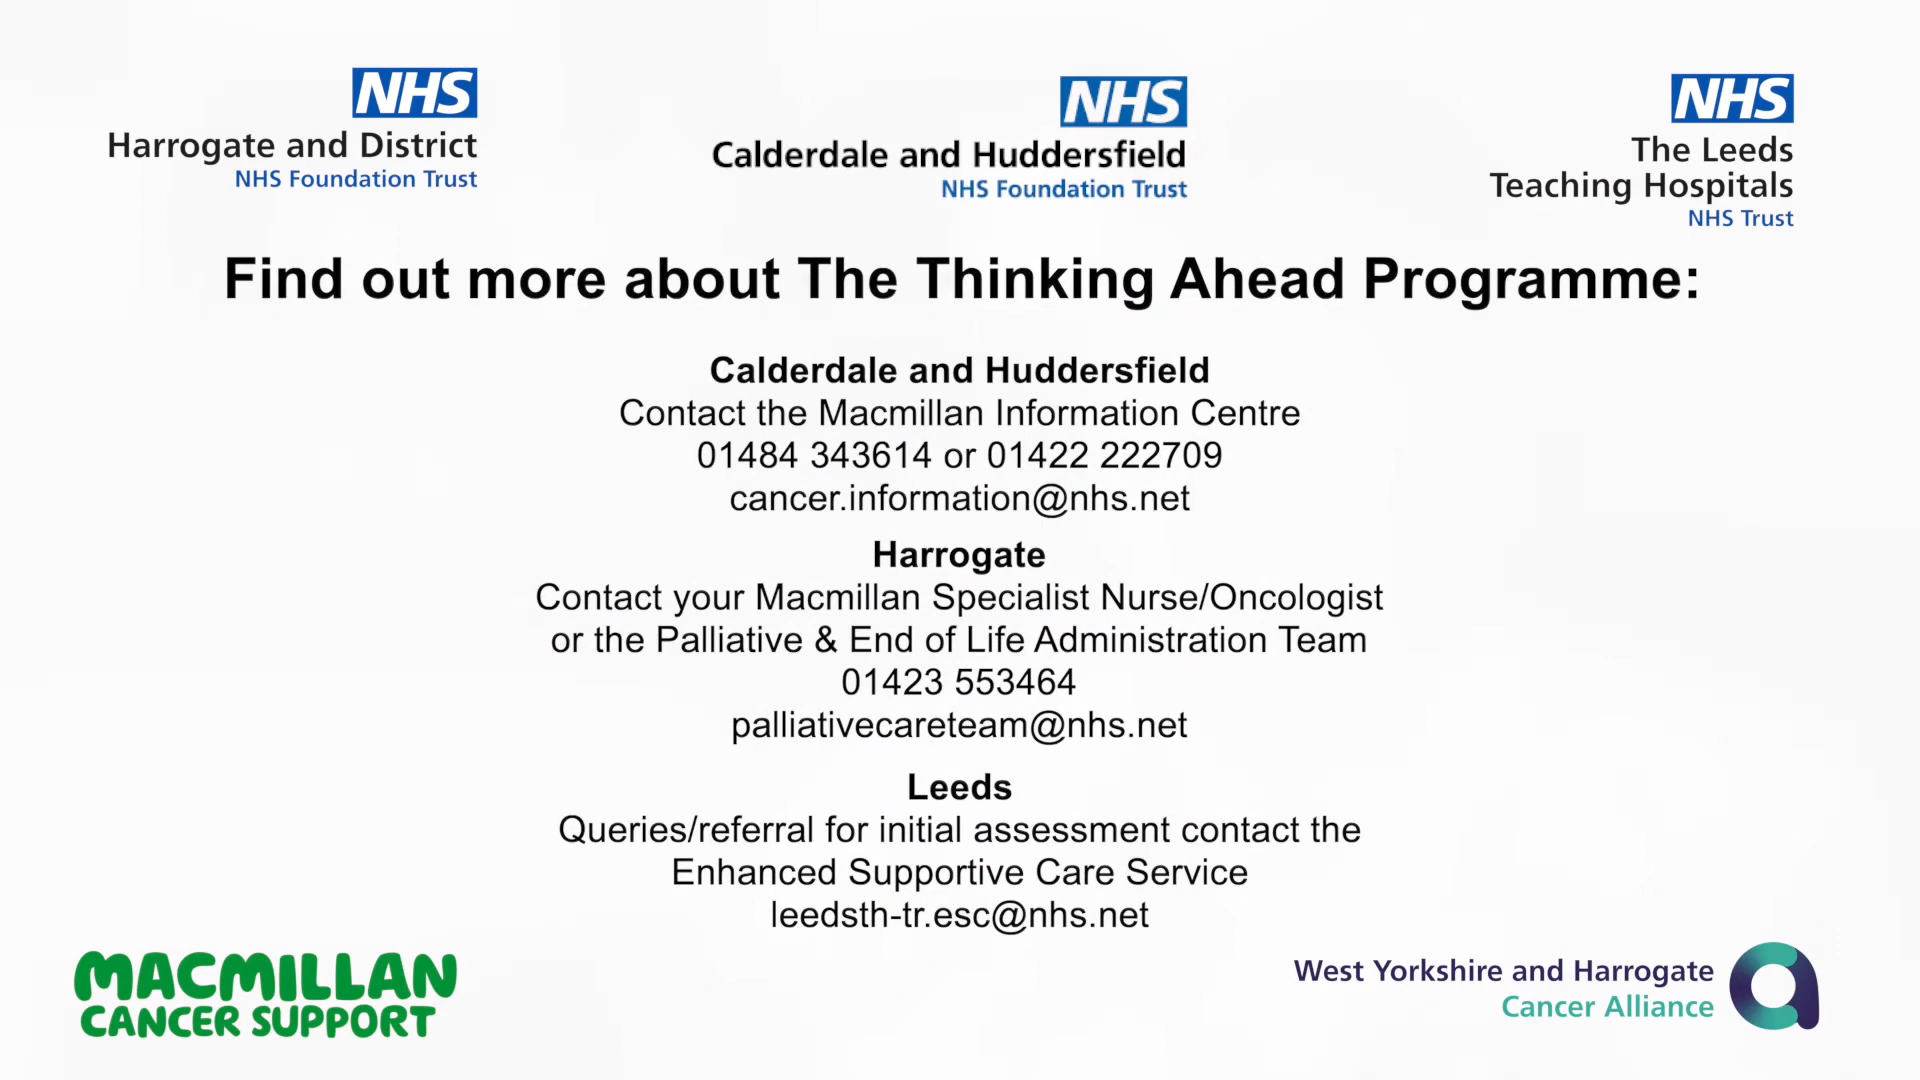 NHS
Harrogate and District
NHS Foundation Trust
NHS
Calderdale and Huddersfield
NHS Foundation Trust
NHS
The Leeds
Teaching Hospitals
NHS Trust
Find out more about The Thinking Ahead Programme:
Calderdale and Huddersfield
Contact the Macmillan Information Centre
01484 343614 or 01422 222709
cancer.information@nhs.net
Harrogate
Contact your Macmillan Specialist Nurse/Oncologist
or the Palliative & End of Life Administration Team
01423 553464
palliativecareteam@nhs.net
Leeds
Queries/referral for initial assessment contact the
Enhanced Supportive Care Service
leedsth-tr.esc@nhs.net
MACMILLAN
CANCER SUPPORT
West Yorkshire and Harrogate
Cancer Alliance